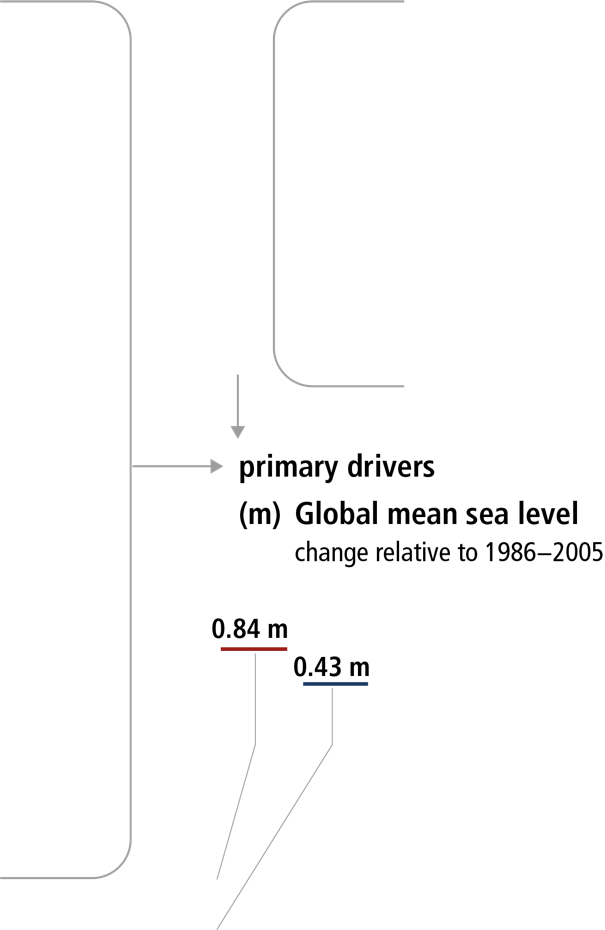 primary drivers
(m) Global mean sea level
change relative to 1986–2005
0.84 m
0.43 m